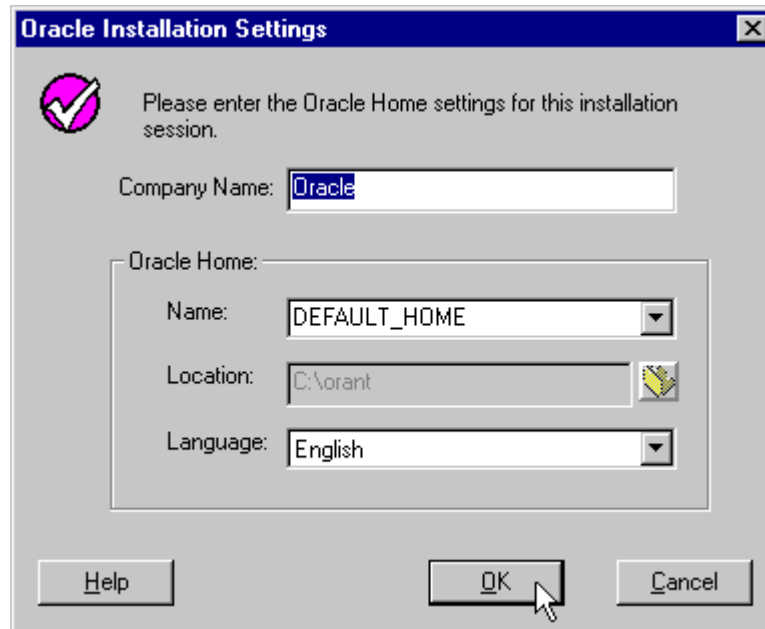 Oracle Installation Settings
Please enter the Oracle Home settings for this installation
session.
Company Name: Oracle
Oracle Home:
Name: DEFAULT_HOME
Location: C:\orant
Language: English
Help OK Cancel